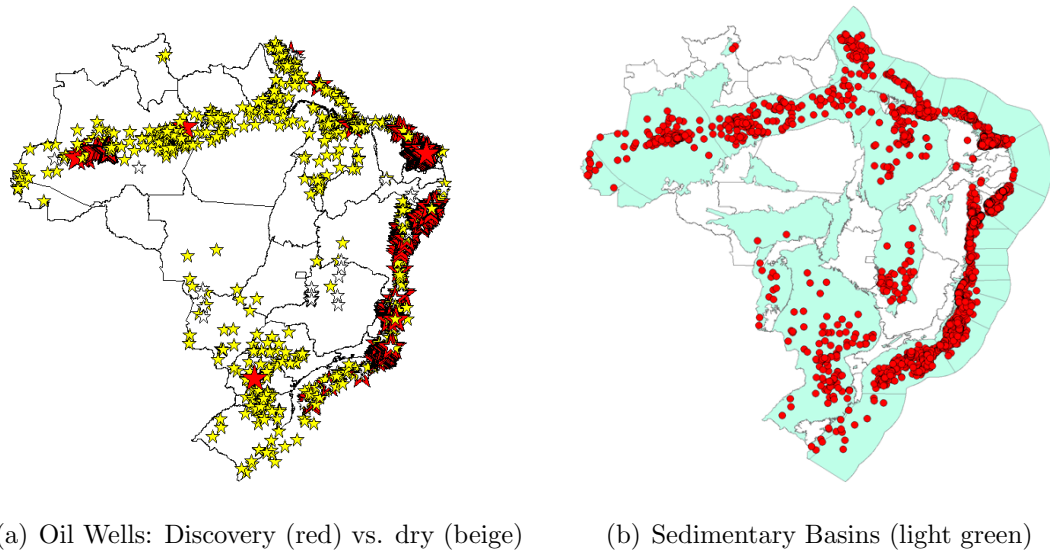 a) Oil Wells: Discovery (red) vs. dry (beige)
(b) Sedimentary Basins (light green)